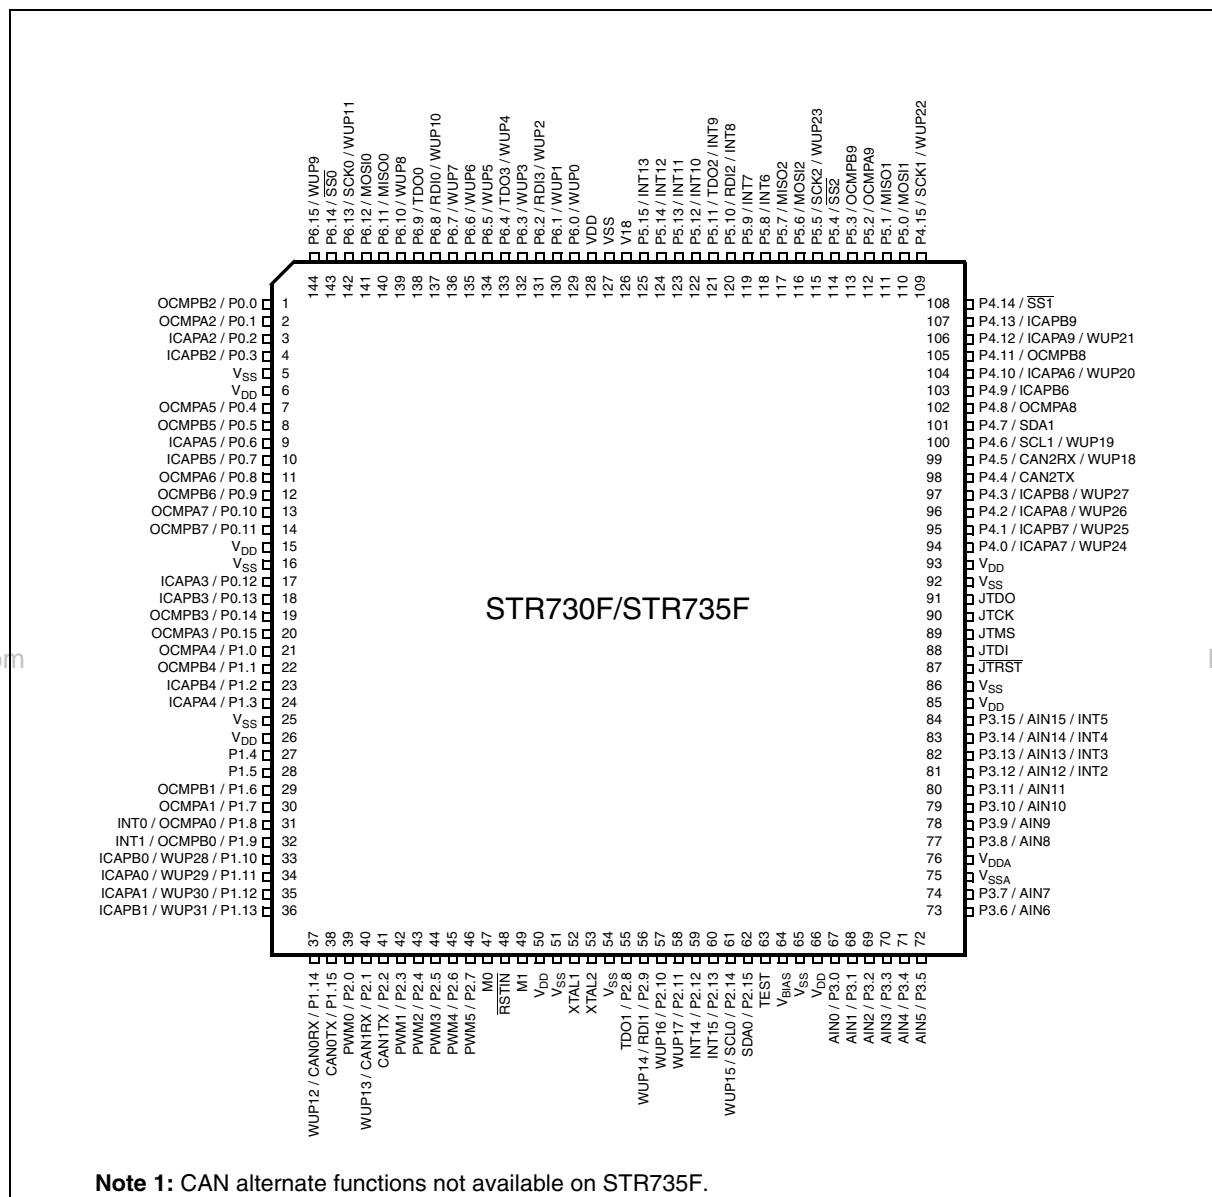 P6.15 / WUP9
P6.14 / SS0
P6.13 / SCK0 / WUP11
P6.12 / MOSI0
P6.11 / MISO0
P6.10 / WUP8
P6.9 / TDO0
P6.8 / RDI0 / WUP10
P6.7 / WUP7
P6.6 / WUP6
P6.5 / WUP5
P6.4 / TDO3 / WUP4
P6.3 / WUP3
P6.2 / RDI3 / WUP2
P6.1 / WUP1
P6.0 / WUP0
VDD
VSS
V18
P5.15 / INT13
P5.14 / INT12
P5.13 / INT11
P5.12 / INT10
P5.11 / TDO2 / INT9
P5.10 / RDI2 / INT8
P5.9 / INT7
P5.8 / INT6
P5.7 / MISO2
P5.6 / MOSI2
P5.5 / SCK2 / WUP23
P5.4 / SS2
P5.3 / OCMPB9
P5.2 / OCMPA9
P5.1 / MISO1
P5.0 / MOSI1
P4.15 / SCK1 / WUP22
144 143 142 141 140 139 138 137 136 135 134 133 132 131 130 129 128 127 126 125 124 123 122 121 120 119 118 117 116 115 114 113 112 111 110 109
OCMPB2 / P0.0 1
OCMPA2 / P0.1 2
ICAPA2 / P0.2 3
ICAPB2 / P0.3 4
VSS 5
VDD 6
OCMPA5 / P0.4 7
OCMPB5 / P0.5 8
ICAPA5 / P0.6 9
ICAPB5 / P0.7 10
OCMPA6 / P0.8 11
OCMPB6 / P0.9 12
OCMPA7 / P0.10 13
OCMPB7 / P0.11 14
VDD 15
VSS 16
ICAPA3 / P0.12 17
ICAPB3 / P0.13 18
OCMPB3 / P0.14 19
OCMPA3 / P0.15 20
OCMPA4 / P1.0 21
OCMPB4 / P1.1 22
ICAPB4 / P1.2 23
ICAPA4 / P1.3 24
VSS 25
VDD 26
P1.4 27
P1.5 28
OCMPB1 / P1.6 29
OCMPA1 / P1.7 30
INT0 / OCMPA0 / P1.8 31
INT1 / OCMPB0 / P1.9 32
ICAPB0 / WUP28 / P1.10 33
ICAPA0 / WUP29 / P1.11 34
ICAPA1 / WUP30 / P1.12 35
ICAPB1 / WUP31 / P1.13 36
STR730F/STR735F
108 P4.14 / SS1
107 P4.13 / ICAPB9
106 P4.12 / ICAPA9 / WUP21
105 P4.11 / OCMPB8
104 P4.10 / ICAPA6 / WUP20
103 P4.9 / ICAPB6
102 P4.8 / OCMPA8
101 P4.7 / SDA1
100 P4.6 / SCL1 / WUP19
99 P4.5 / CAN2RX / WUP18
98 P4.4 / CAN2TX
97 P4.3 / ICAPB8 / WUP27
96 P4.2 / ICAPA8 / WUP26
95 P4.1 / ICAPB7 / WUP25
94 P4.0 / ICAPA7 / WUP24
93 VDD
92 VSS
91 JTDO
90 JTCK
89 JTMS
88 JTDI
87 JTRST
86 VSS
85 VDD
84 P3.15 / AIN15 / INT5
83 P3.14 / AIN14 / INT4
82 P3.13 / AIN13 / INT3
81 P3.12 / AIN12 / INT2
80 P3.11 / AIN11
79 P3.10 / AIN10
78 P3.9 / AIN9
77 P3.8 / AIN8
76 VDDA
75 VSSA
74 P3.7 / AIN7
73 P3.6 / AIN6
37 38 39 40 41 42 43 44 45 46 47 48 49 50 51 52 53 54 55 56 57 58 59 60 61 62 63 64 65 66 67 68 69 70 71 72
WUP12 / CAN0RX / P1.14
CAN0TX / P1.15
PWM0 / P2.0
WUP13 / CAN1RX / P2.1
CAN1TX / P2.2
PWM1 / P2.3
PWM2 / P2.4
PWM3 / P2.5
PWM4 / P2.6
PWM5 / P2.7
M0
RSTIN
M1
VDD
VSS
XTAL1
XTAL2
VSS
TDO1 / P2.8
WUP14 / RDI1 / P2.9
WUP16 / P2.10
WUP17 / P2.11
INT14 / P2.12
INT15 / P2.13
WUP15 / SCL0 / P2.14
SDA0 / P2.15
TEST
VBIAS
VSS
VDD
AIN0 / P3.0
AIN1 / P3.1
AIN2 / P3.2
AIN3 / P3.3
AIN4 / P3.4
AIN5 / P3.5
Note 1: CAN alternate functions not available on STR735F.